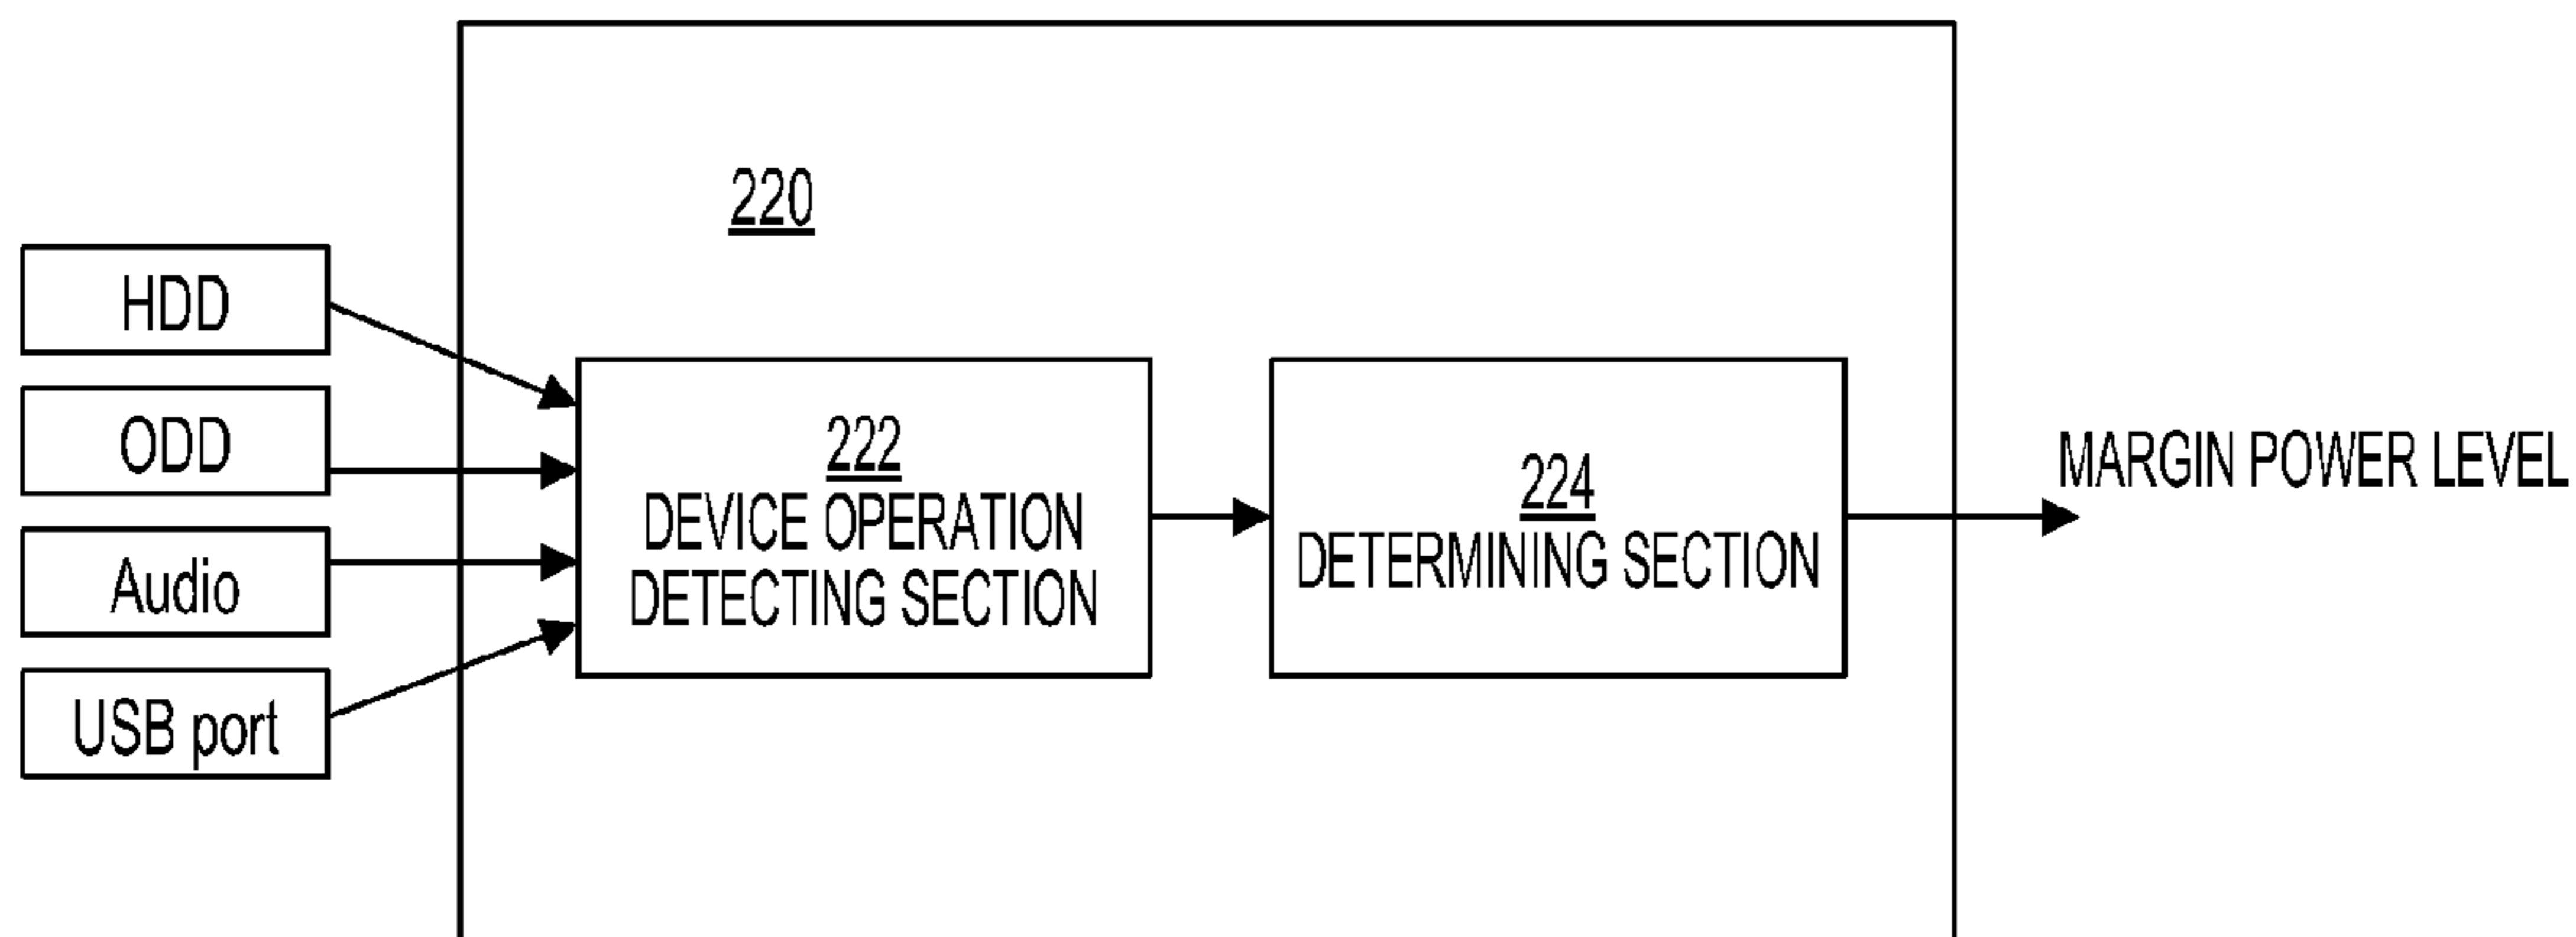 220
HDD
ODD
Audio
USB port
222
DEVICE OPERATION
DETECTING SECTION
224
DETERMINING SECTION
MARGIN POWER LEVEL